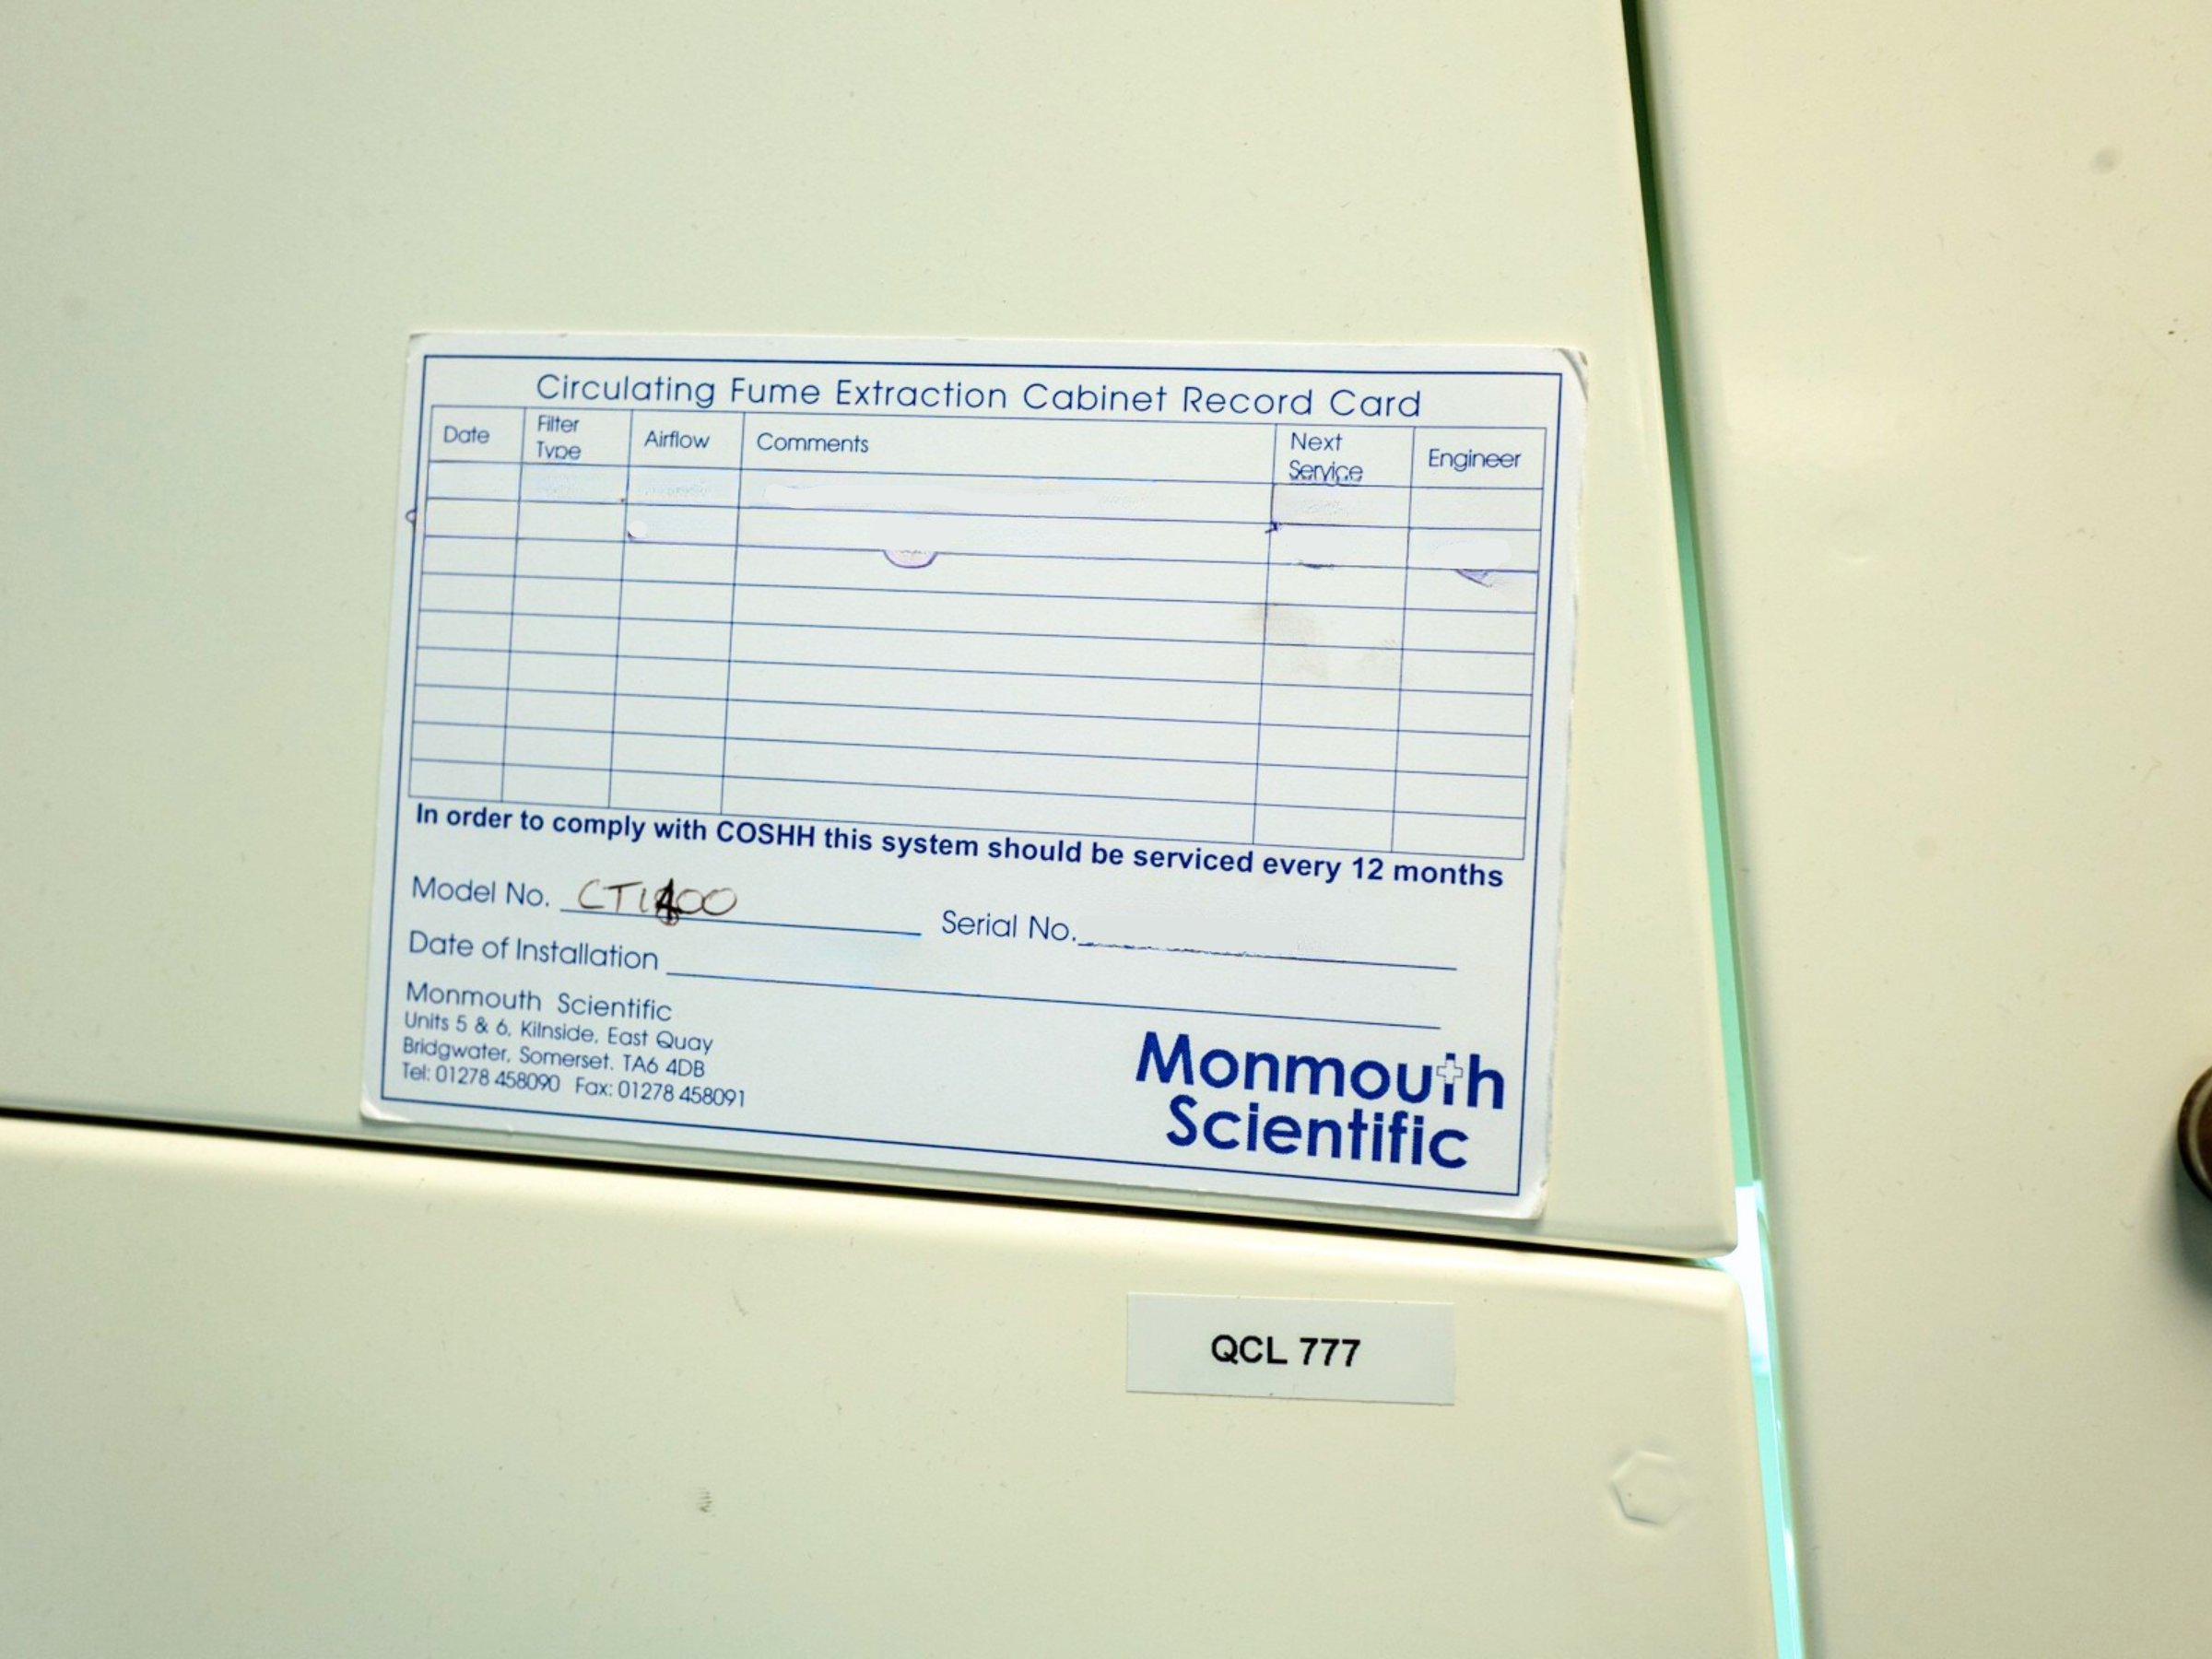 Circulating Fume Extraction Cabinet Record Card
Date Filter Type Airflow Comments Next Service Engineer
In order to comply with COSHH this system should be serviced every 12 months
Model No. CT1400 Serial No.
Date of Installation
Monmouth Scientific
Units 5 & 6, Kilnside, East Quay
Bridgwater, Somerset. TA6 4DB
Tel: 01278 458090 Fax: 01278 458091
Monmouth
Scientific
QCL 777